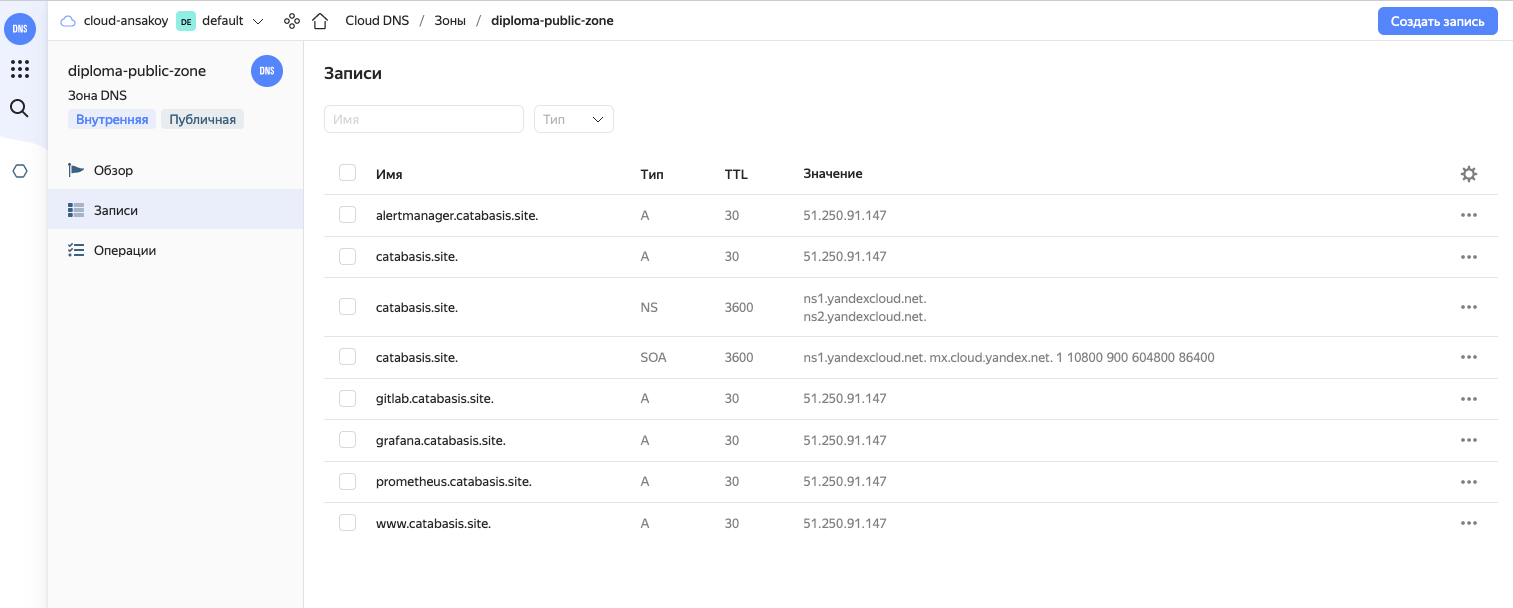 DNS
cloud-ansakoy DE default Cloud DNS / Зоны / diploma-public-zone Создать запись
diploma-public-zone DNS
Зона DNS
Внутренняя Публичная
Обзор
Записи
Операции
Записи
Имя Тип
Имя Тип TTL Значение
alertmanager.catabasis.site. A 30 51.250.91.147
catabasis.site. A 30 51.250.91.147
catabasis.site. NS 3600 ns1.yandexcloud.net.
ns2.yandexcloud.net.
catabasis.site. SOA 3600 ns1.yandexcloud.net. mx.cloud.yandex.net. 1 10800 900 604800 86400
gitlab.catabasis.site. A 30 51.250.91.147
grafana.catabasis.site. A 30 51.250.91.147
prometheus.catabasis.site. A 30 51.250.91.147
www.catabasis.site. A 30 51.250.91.147